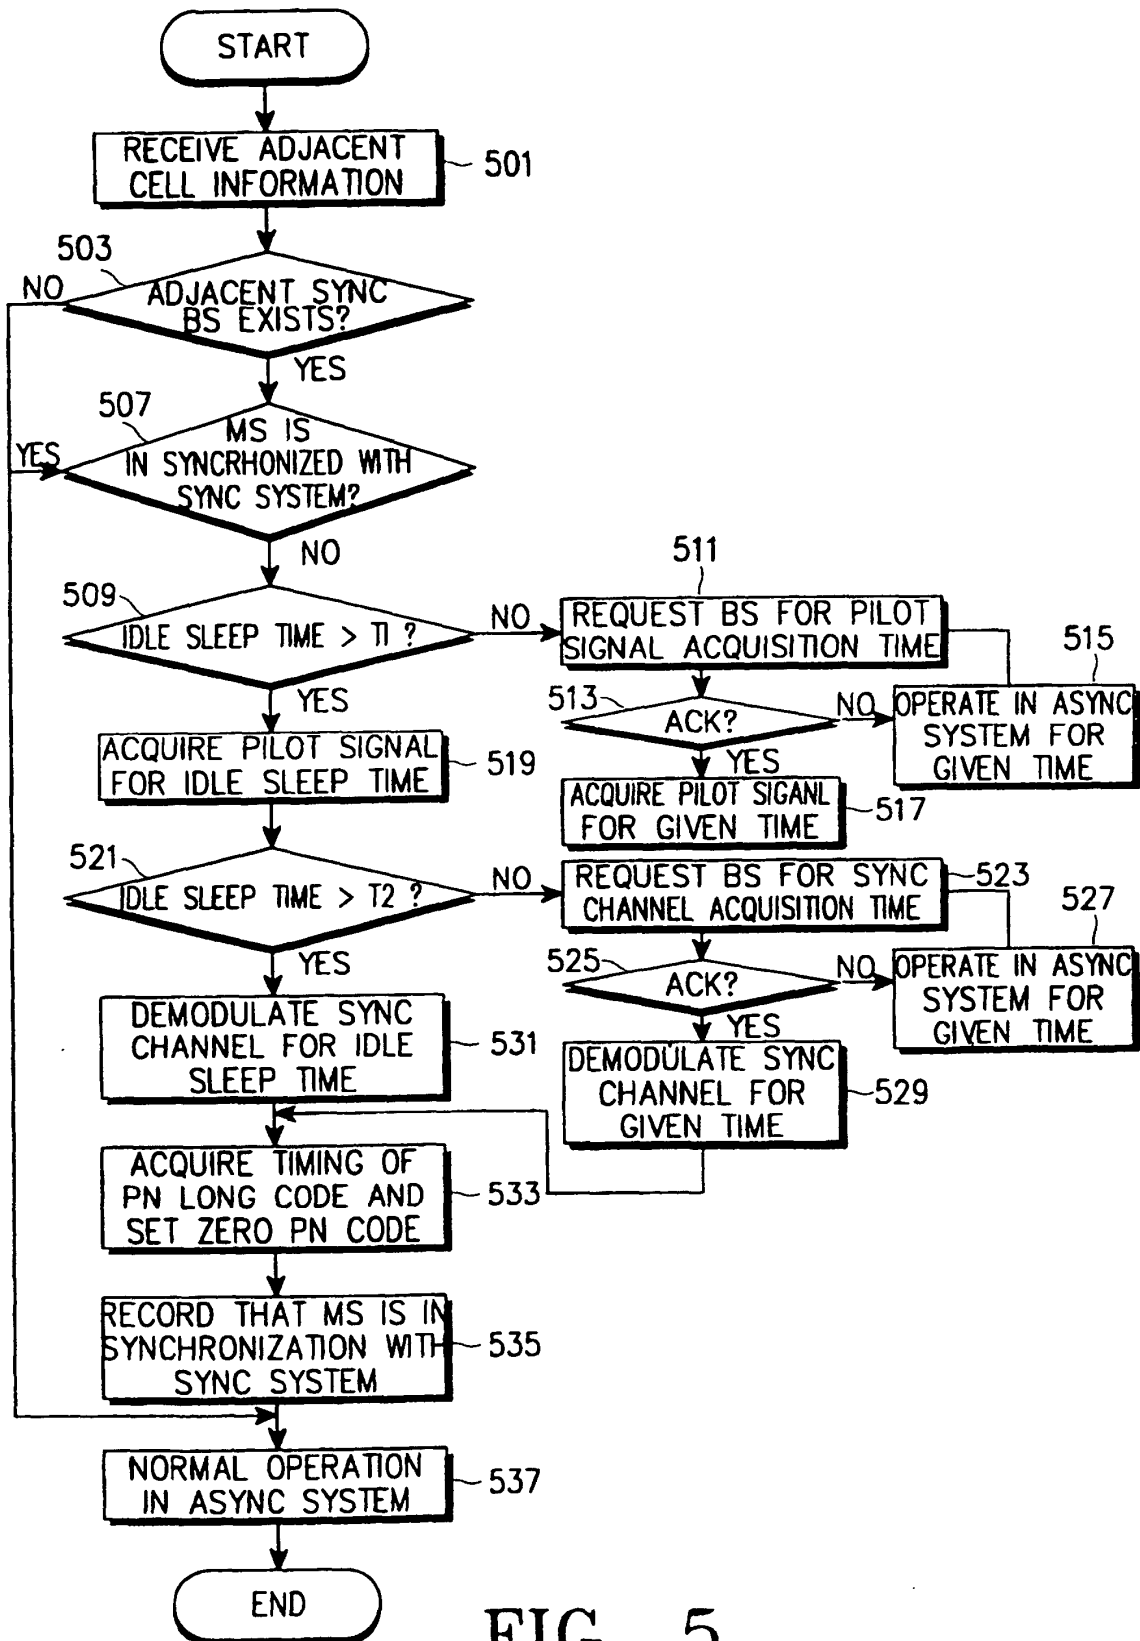 START
RECEIVE ADJACENT
CELL INFORMATION
501
503
NO
ADJACENT SYNC
BS EXISTS?
YES
507
YES
MS IS
IN SYNCRHONIZED WITH
SYNC SYSTEM?
NO
509
IDLE SLEEP TIME > T1 ?
NO
511
REQUEST BS FOR PILOT
SIGNAL ACQUISITION TIME
513
ACK?
NO
515
OPERATE IN ASYNC
SYSTEM FOR
GIVEN TIME
YES
YES
ACQUIRE PILOT SIGNAL
FOR IDLE SLEEP TIME
519
ACQUIRE PILOT SIGANL
FOR GIVEN TIME
517
521
IDLE SLEEP TIME > T2 ?
NO
REQUEST BS FOR SYNC
CHANNEL ACQUISITION TIME
523
525
ACK?
NO
527
OPERATE IN ASYNC
SYSTEM FOR
GIVEN TIME
YES
YES
DEMODULATE SYNC
CHANNEL FOR IDLE
SLEEP TIME
531
DEMODULATE SYNC
CHANNEL FOR
GIVEN TIME
529
ACQUIRE TIMING OF
PN LONG CODE AND
SET ZERO PN CODE
533
RECORD THAT MS IS IN
SYNCHRONIZATION WITH
SYNC SYSTEM
535
NORMAL OPERATION
IN ASYNC SYSTEM
537
END
FIG. 5